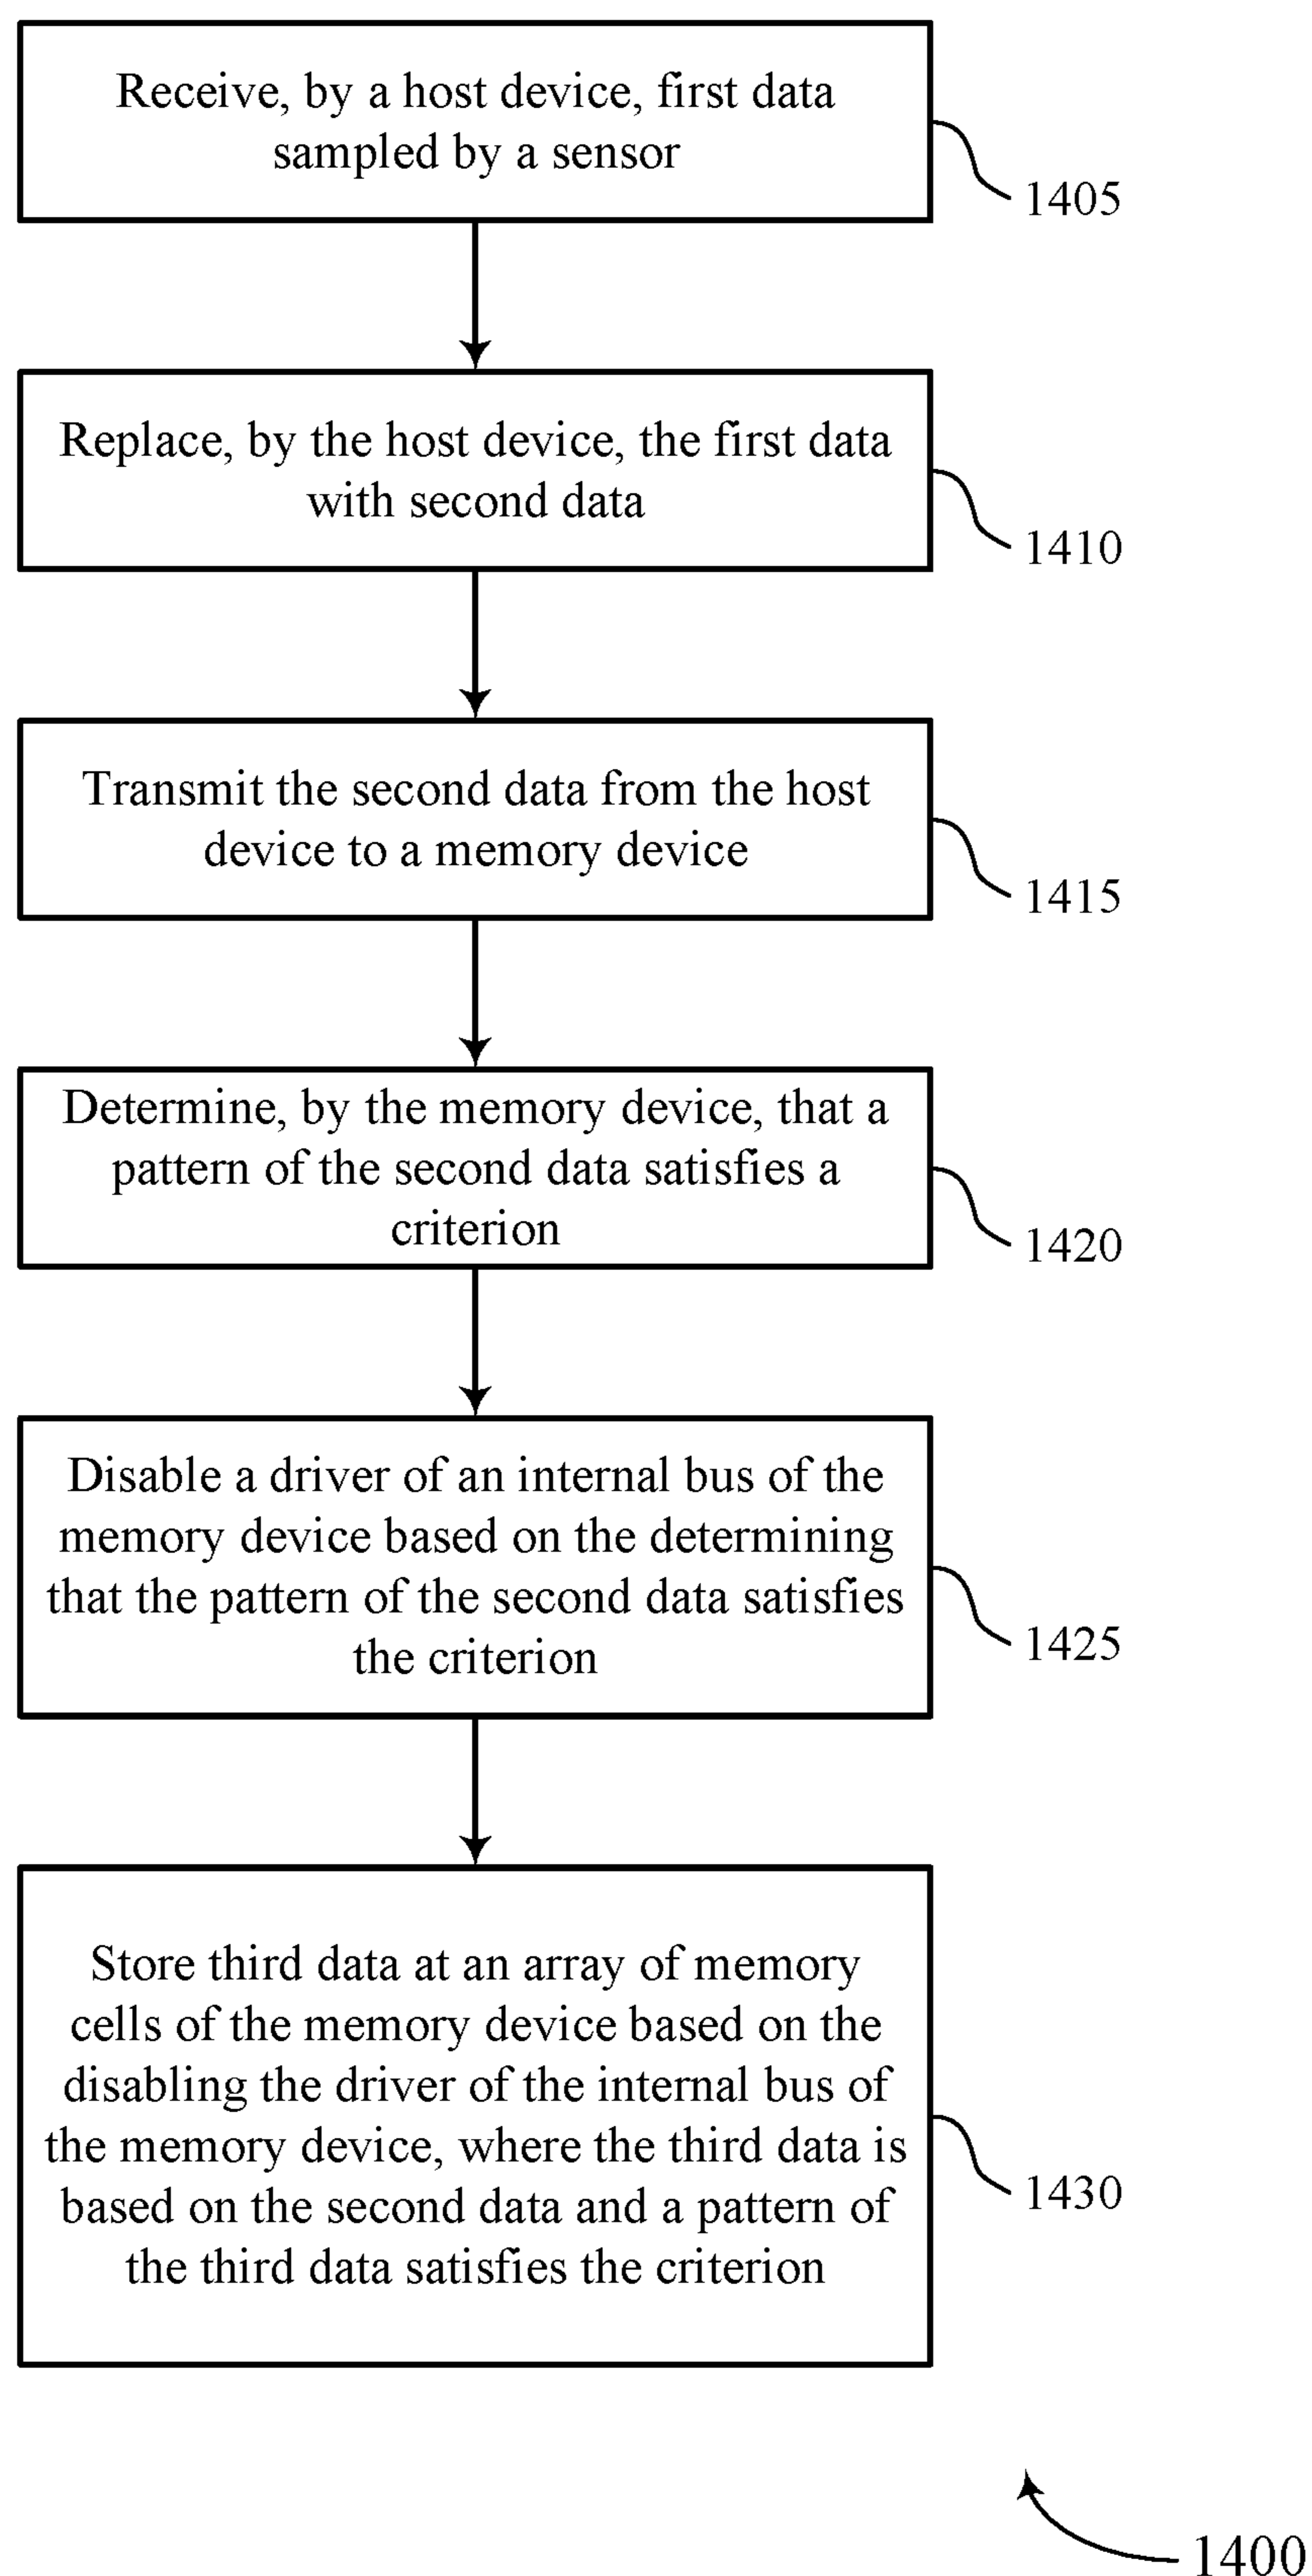 Receive, by a host device, first data
sampled by a sensor
1405
Replace, by the host device, the first data
with second data
1410
Transmit the second data from the host
device to a memory device
1415
Determine, by the memory device, that a
pattern of the second data satisfies a
criterion
1420
Disable a driver of an internal bus of the
memory device based on the determining
that the pattern of the second data satisfies
the criterion
1425
Store third data at an array of memory
cells of the memory device based on the
disabling the driver of the internal bus of
the memory device, where the third data is
based on the second data and a pattern of
the third data satisfies the criterion
1430
1400